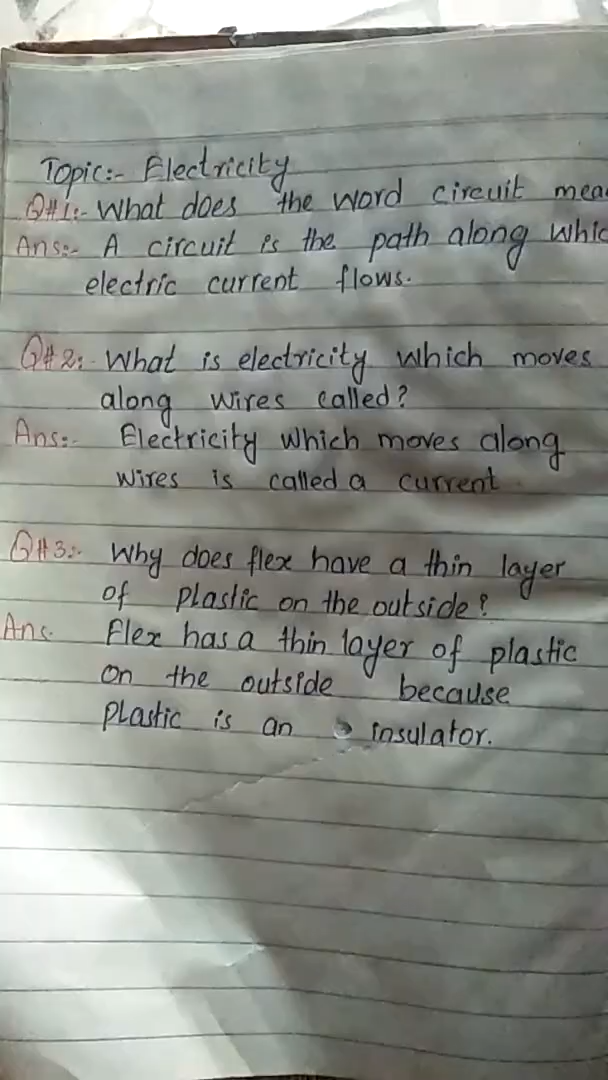 Topic:- Electricity
Q#1:- What does the word circuit mea
Ans:- A circuit is the path along whic
electric current flows.
Q#2:- What is electricity which moves
along wires called?
Ans:- Electricity which moves along
wires is called a current.
Q#3:- Why does flex have a thin layer
of plastic on the outside?
Ans. Flex has a thin layer of plastic
on the outside because
plastic is an insulator.